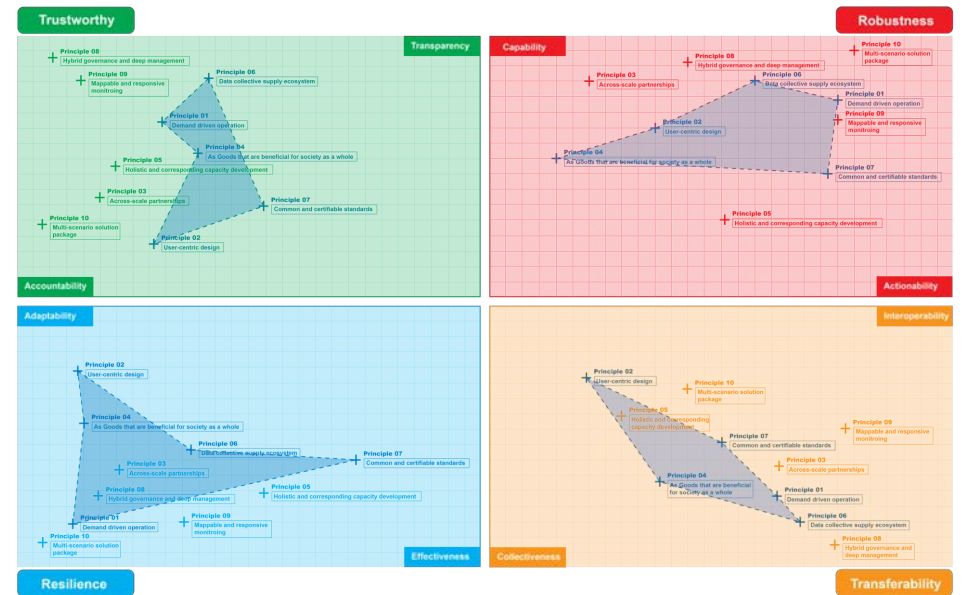 Trustworthy
Robustness
Transparency
Principle 08
Hybrid governance and deep management
Principle 09
Mappable and responsive
monitroing
Principle 06
Data collective supply ecosystem
Principle 01
Demand driven operation
Principle 04
As Goods that are beneficial for society as a whole
Principle 05
Holistic and corresponding capacity development
Principle 03
Across-scale partnerships
Principle 07
Common and certifiable standards
Principle 10
Multi-scenario solution
package
Principle 02
User-centric design
Accountability
Capability
Principle 10
Multi-scenario solution
package
Principle 08
Hybrid governance and deep management
Principle 03
Across-scale partnerships
Principle 06
Data collective supply ecosystem
Principle 01
Demand driven operation
Principle 09
Mappable and responsive
monitroing
Principle 02
User-centric design
Principle 04
As Goods that are beneficial for society as a whole
Principle 07
Common and certifiable standards
Principle 05
Holistic and corresponding capacity development
Actionability
Adaptability
Principle 02
User-centric design
Principle 04
As Goods that are beneficial for society as a whole
Principle 06
Data collective supply ecosystem
Principle 07
Common and certifiable standards
Principle 03
Across-scale partnerships
Principle 08
Hybrid governance and deep management
Principle 05
Holistic and corresponding capacity development
Principle 01
Demand driven operation
Principle 09
Mappable and responsive
monitroing
Principle 10
Multi-scenario solution
package
Effectiveness
Interoperability
Principle 02
User-centric design
Principle 10
Multi-scenario solution
package
Principle 05
Holistic and corresponding
capacity development
Principle 09
Mappable and responsive
monitroing
Principle 07
Common and certifiable standards
Principle 03
Across-scale partnerships
Principle 04
As Goods that are beneficial
for society as a whole
Principle 01
Demand driven operation
Principle 06
Data collective supply ecosystem
Principle 08
Hybrid governance and
deep management
Collectiveness
Resilience
Transferability